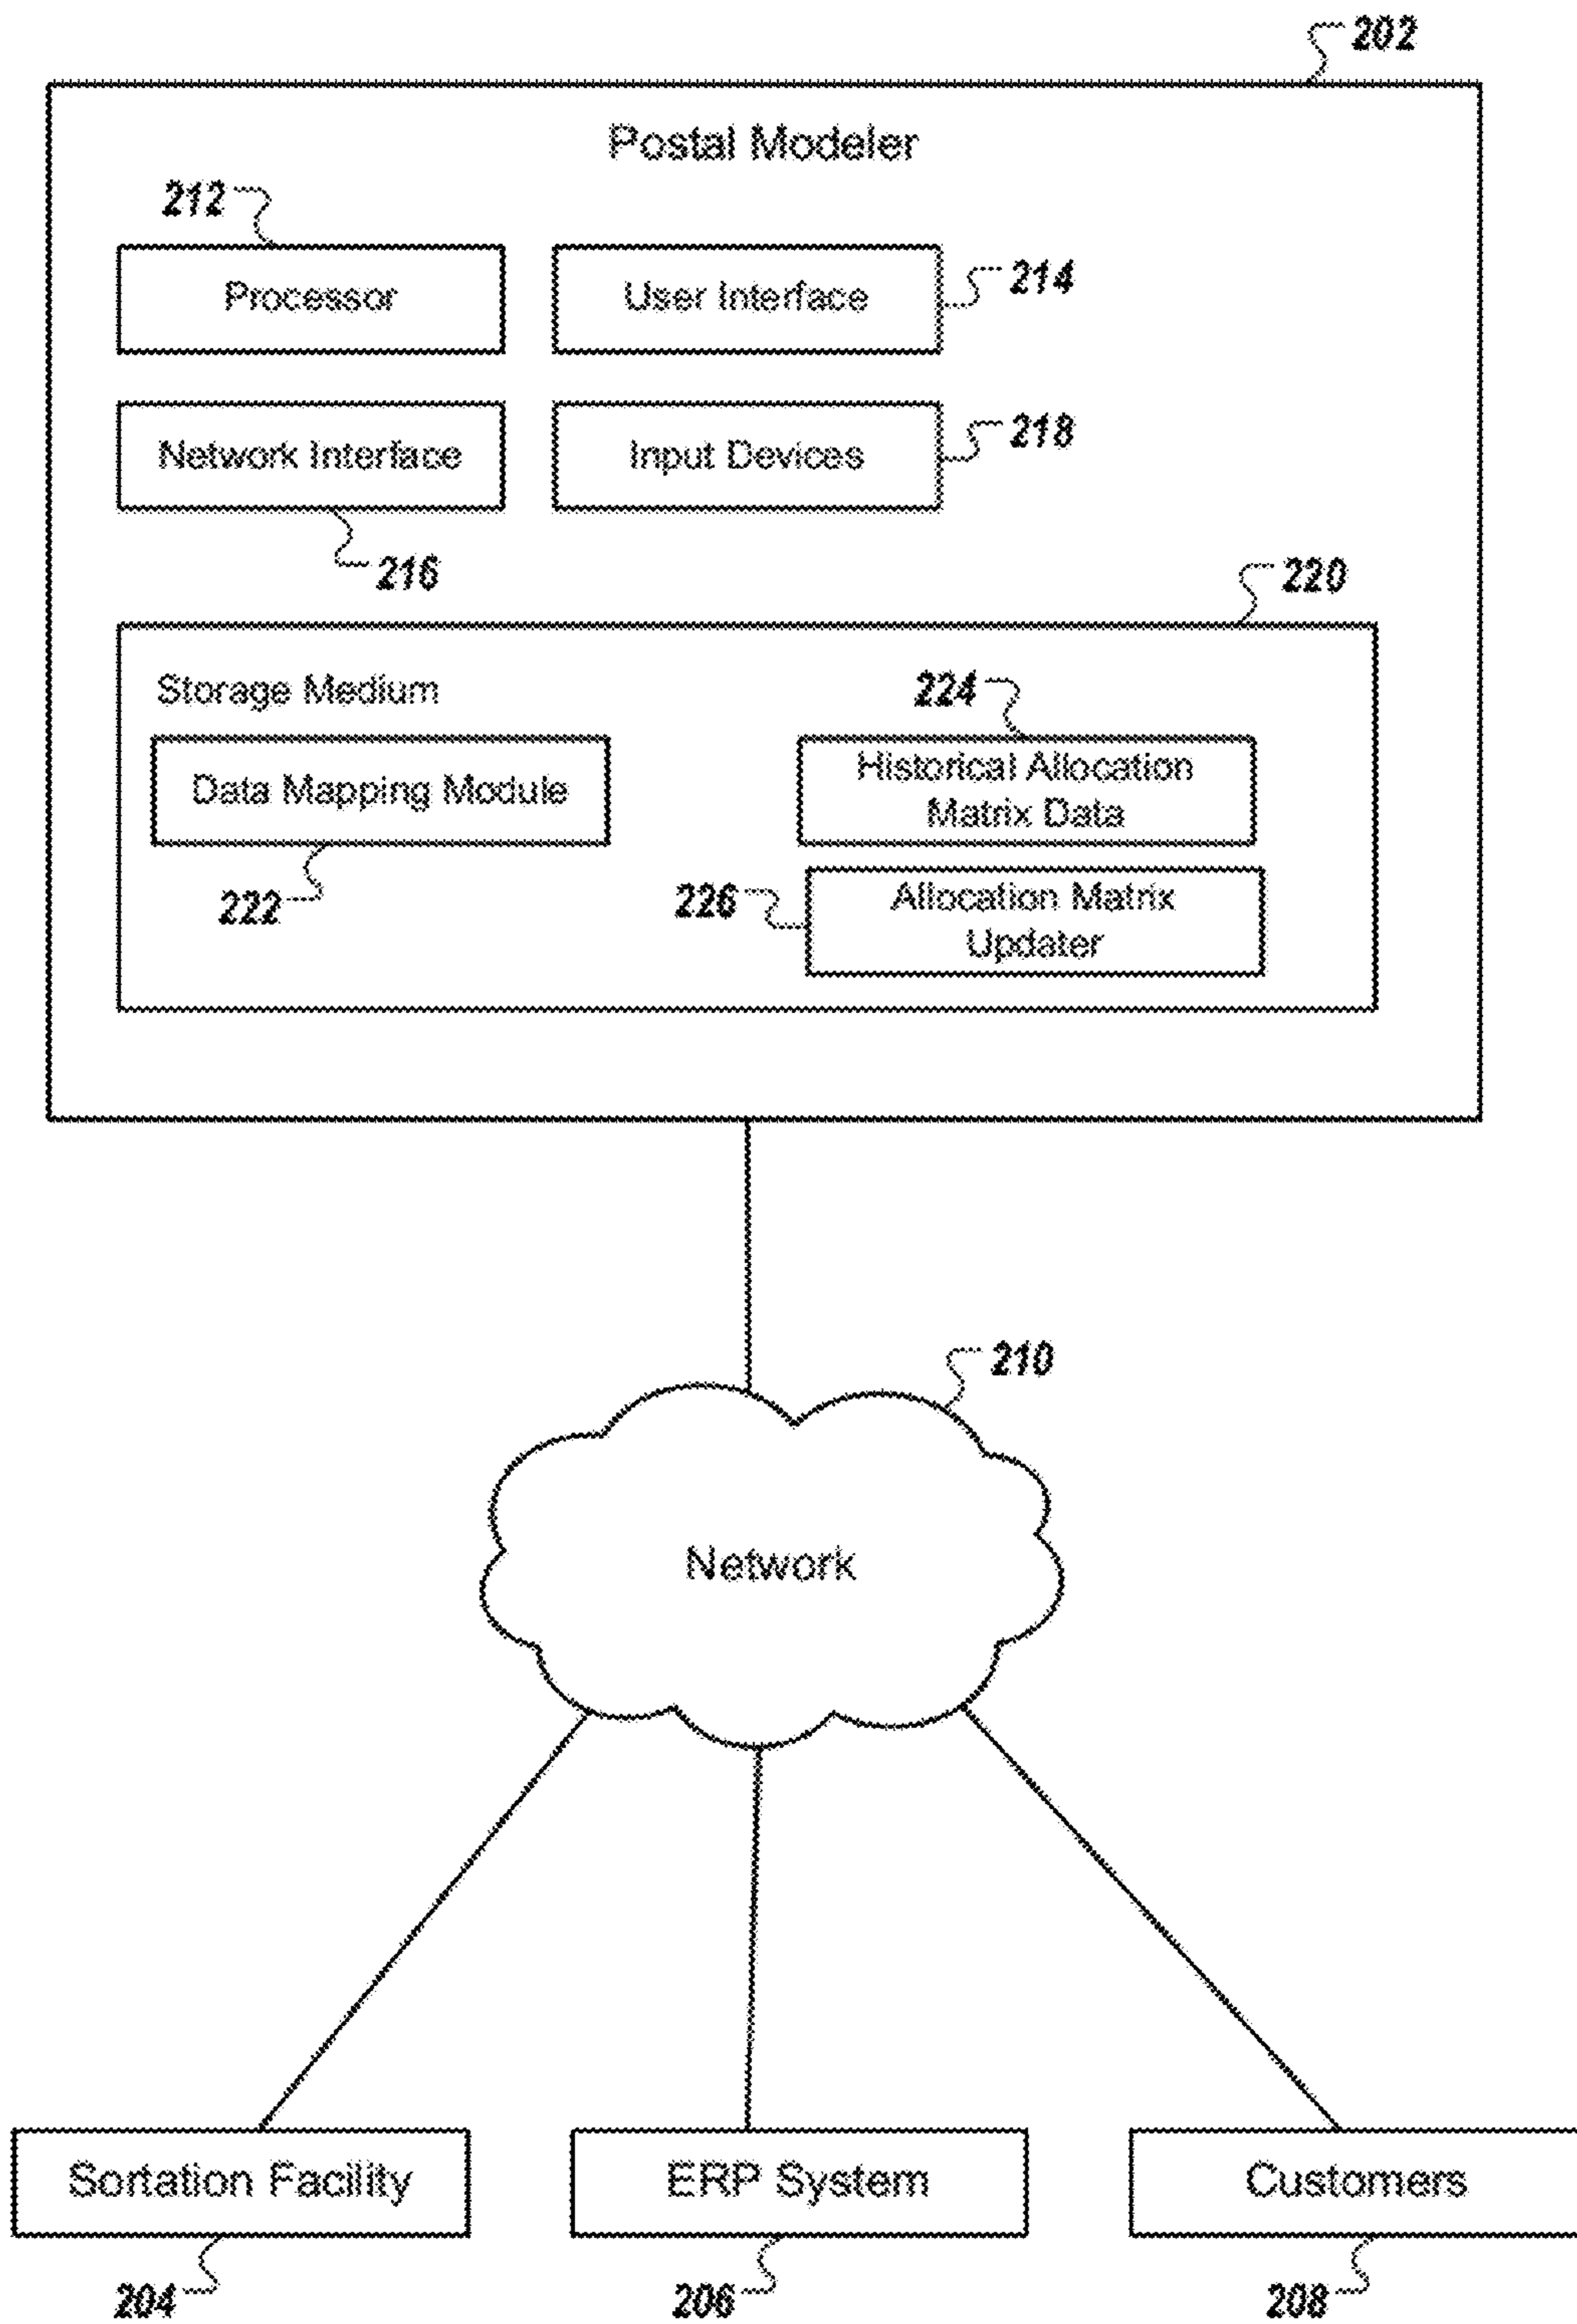 202
Postal Modeler
212
Processor
User Interface
214
Network Interface
Input Devices
218
216
220
Storage Medium
224
Data Mapping Module
Historical Allocation
Matrix Data
222
226
Allocation Matrix
Updater
210
Network
Sortation Facility
ERP System
Customers
204
206
208